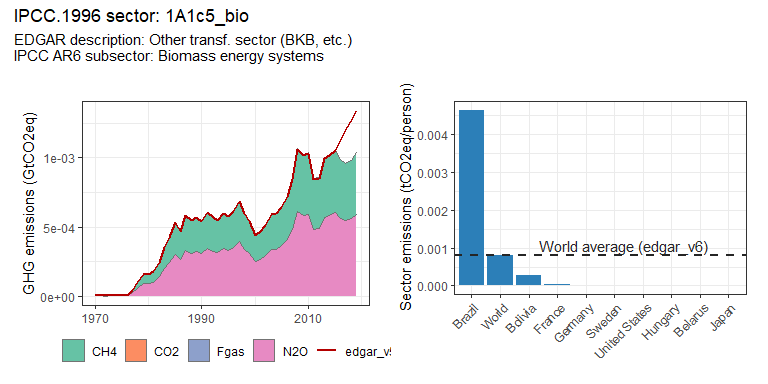 IPCC.1996 sector: 1A1c5_bio
EDGAR description: Other transf. sector (BKB, etc.)
IPCC AR6 subsector: Biomass energy systems
GHG emissions (GtCO2eq)
1e-03
5e-04
0e+00
1970
1990
2010
CH4
CO2
Fgas
N2O
edgar_v5
Sector emissions (tCO2eq/person)
0.004
0.003
0.002
0.001
0.000
World average (edgar_v6)
Brazil
World
Bolivia
France
Germany
Sweden
United States
Hungary
Belarus
Japan